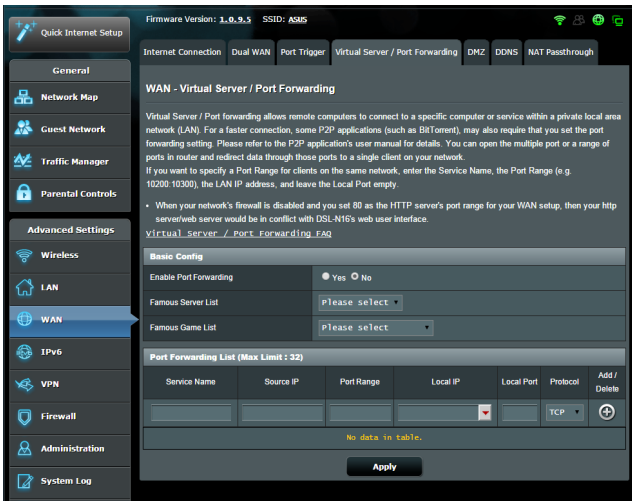 Firmware Version: 1.0.9.5 SSID: ASUS
Quick Internet Setup
General
Network Map
Guest Network
Traffic Manager
Parental Controls
Advanced Settings
Wireless
LAN
WAN
IPv6
VPN
Firewall
Administration
System Log
Internet Connection Dual WAN Port Trigger Virtual Server / Port Forwarding DMZ DDNS NAT Passthrough
WAN - Virtual Server / Port Forwarding
Virtual Server / Port forwarding allows remote computers to connect to a specific computer or service within a private local area
network (LAN). For a faster connection, some P2P applications (such as BitTorrent), may also require that you set the port
forwarding setting. Please refer to the P2P application's user manual for details. You can open the multiple port or a range of
ports in router and redirect data through those ports to a single client on your network.
If you want to specify a Port Range for clients on the same network, enter the Service Name, the Port Range (e.g.
10200:10300), the LAN IP address, and leave the Local Port empty.
• When your network's firewall is disabled and you set 80 as the HTTP server's port range for your WAN setup, then your http
server/web server would be in conflict with DSL-N16's web user interface.
Virtual Server / Port Forwarding FAQ
Basic Config
Enable Port Forwarding Yes No
Famous Server List Please select
Famous Game List Please select
Port Forwarding List (Max Limit : 32)
Service Name Source IP Port Range Local IP Local Port Protocol Add / Delete
TCP
No data in table.
Apply